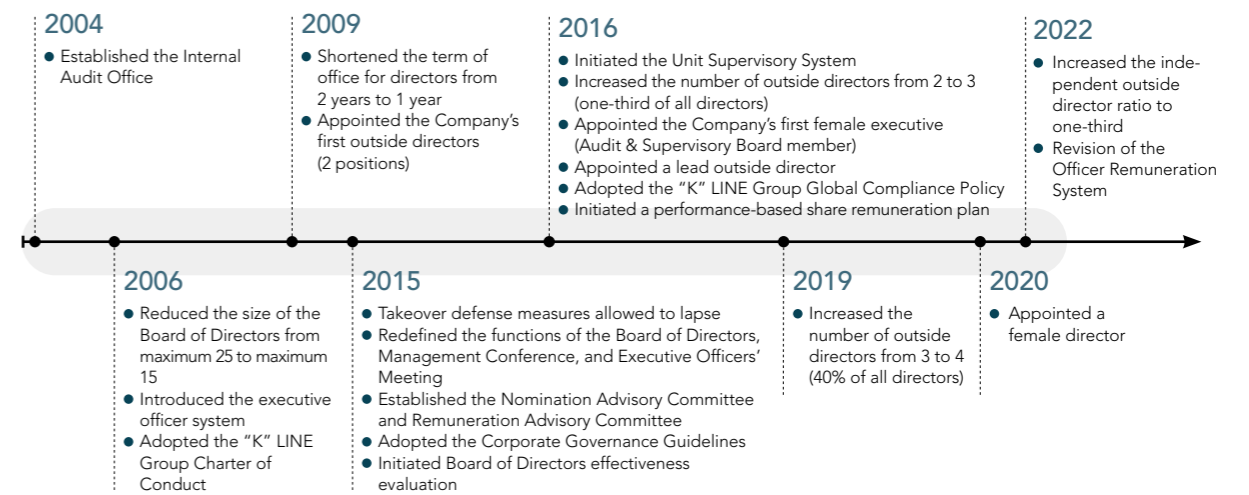 2004
● Established the Internal
Audit Office
2009
● Shortened the term of
office for directors from
2 years to 1 year
● Appointed the Company’s
first outside directors
(2 positions)
2016
● Initiated the Unit Supervisory System
● Increased the number of outside directors from 2 to 3
(one-third of all directors)
● Appointed the Company’s first female executive
(Audit & Supervisory Board member)
● Appointed a lead outside director
● Adopted the “K” LINE Group Global Compliance Policy
● Initiated a performance-based share remuneration plan
2022
● Increased the inde-
pendent outside
director ratio to
one-third
● Revision of the
Officer Remuneration
System
2006
● Reduced the size of the
Board of Directors from
maximum 25 to maximum
15
● Introduced the executive
officer system
● Adopted the “K” LINE
Group Charter of
Conduct
2015
● Takeover defense measures allowed to lapse
● Redefined the functions of the Board of Directors,
Management Conference, and Executive Officers’
Meeting
● Established the Nomination Advisory Committee
and Remuneration Advisory Committee
● Adopted the Corporate Governance Guidelines
● Initiated Board of Directors effectiveness
evaluation
2019
● Increased the
number of outside
directors from 3 to 4
(40% of all directors)
2020
● Appointed a
female director